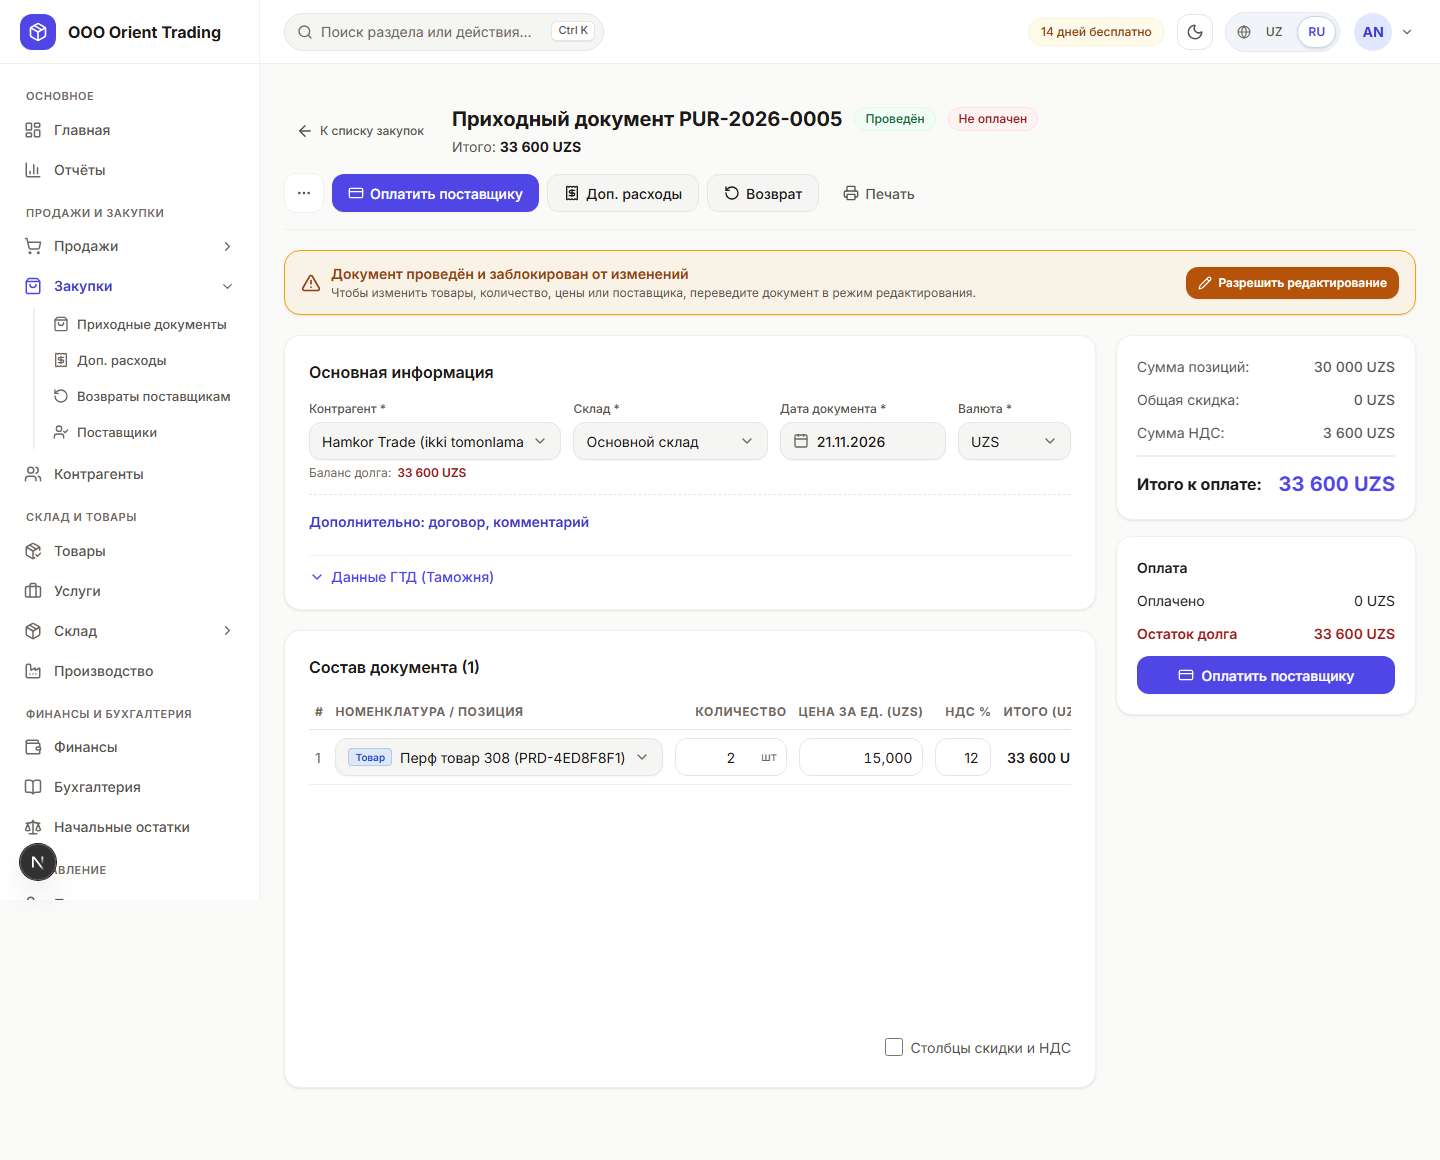 ООО Orient Trading
Поиск раздела или действия...
Ctrl K
14 дней бесплатно
UZ
RU
AN
ОСНОВНОЕ
Главная
Отчёты
ПРОДАЖИ И ЗАКУПКИ
Продажи
Закупки
Приходные документы
Доп. расходы
Возвраты поставщикам
Поставщики
Контрагенты
СКЛАД И ТОВАРЫ
Товары
Услуги
Склад
Производство
ФИНАНСЫ И БУХГАЛТЕРИЯ
Финансы
Бухгалтерия
Начальные остатки
N
АВЛЕНИЕ
К списку закупок
Приходный документ PUR-2026-0005
Проведён
Не оплачен
Итого: 33 600 UZS
...
Оплатить поставщику
Доп. расходы
Возврат
Печать
Документ проведён и заблокирован от изменений
Чтобы изменить товары, количество, цены или поставщика, переведите документ в режим редактирования.
Разрешить редактирование
Основная информация
Контрагент *
Склад *
Дата документа *
Валюта *
Hamkor Trade (ikki tomonlama
Основной склад
21.11.2026
UZS
Баланс долга: 33 600 UZS
Дополнительно: договор, комментарий
Данные ГТД (Таможня)
Состав документа (1)
# НОМЕНКЛАТУРА / ПОЗИЦИЯ КОЛИЧЕСТВО ЦЕНА ЗА ЕД. (UZS) НДС % ИТОГО (UZ
1 Товар Перф товар 308 (PRD-4ED8F8F1) 2 шт 15,000 12 33 600 U
Столбцы скидки и НДС
Сумма позиций: 30 000 UZS
Общая скидка: 0 UZS
Сумма НДС: 3 600 UZS
Итого к оплате: 33 600 UZS
Оплата
Оплачено 0 UZS
Остаток долга 33 600 UZS
Оплатить поставщику